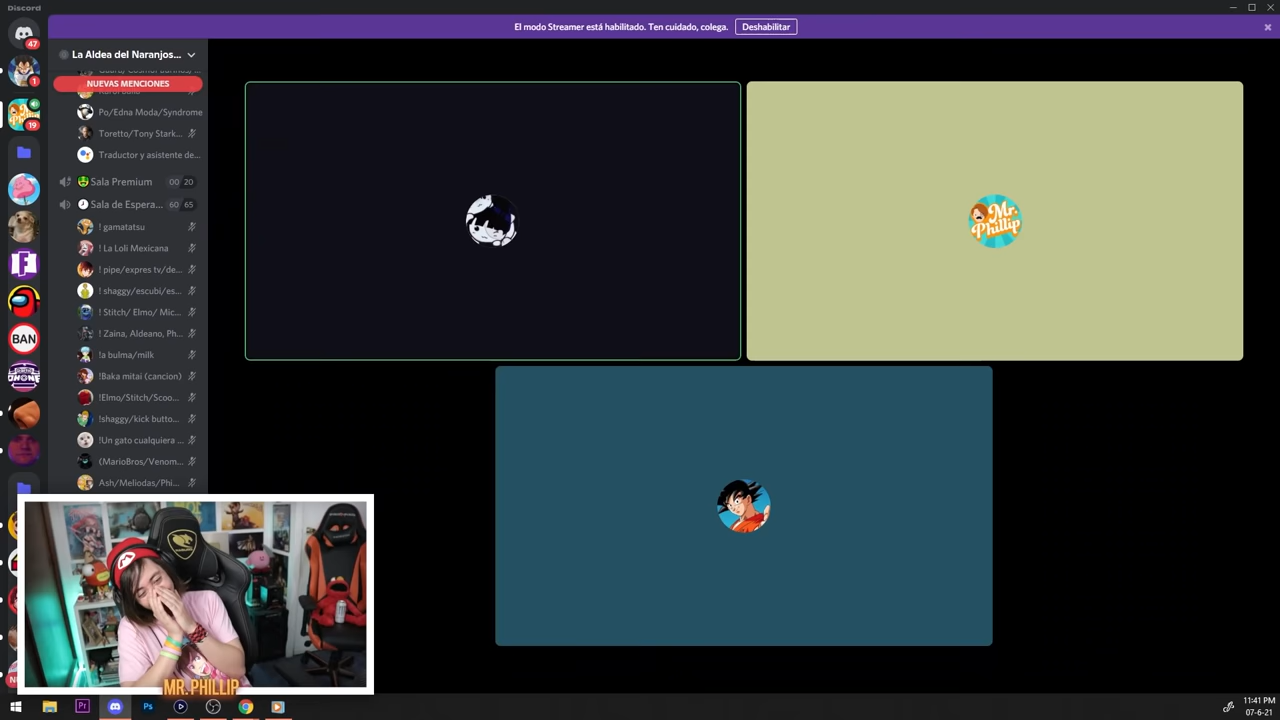 Discord
El modo Streamer está habilitado. Ten cuidado, colega.
Deshabilitar
47
1
19
BAN
La Aldea del Naranjos...
NUEVAS MENCIONES
Po/Edna Moda/Syndrome
Toretto/Tony Stark...
Traductor y asistente de...
Sala Premium 00 20
Sala de Espera... 60 65
! gamatatsu
! La Loli Mexicana
! pipe/expres tv/de...
! shaggy/escubi/es...
! Stitch/ Elmo/ Mic...
! Zaina, Aldeano, Ph...
!a bulma/milk
!Baka mitai (cancion)
!Elmo/Stitch/Scoo...
!shaggy/kick butto...
!Un gato cualquiera ...
(MarioBros/Venom...
Ash/Meliodas/Phi...
Mr.
Phillip
MR. PHILLIP
Pr
Ps
11:41 PM
07-6-21